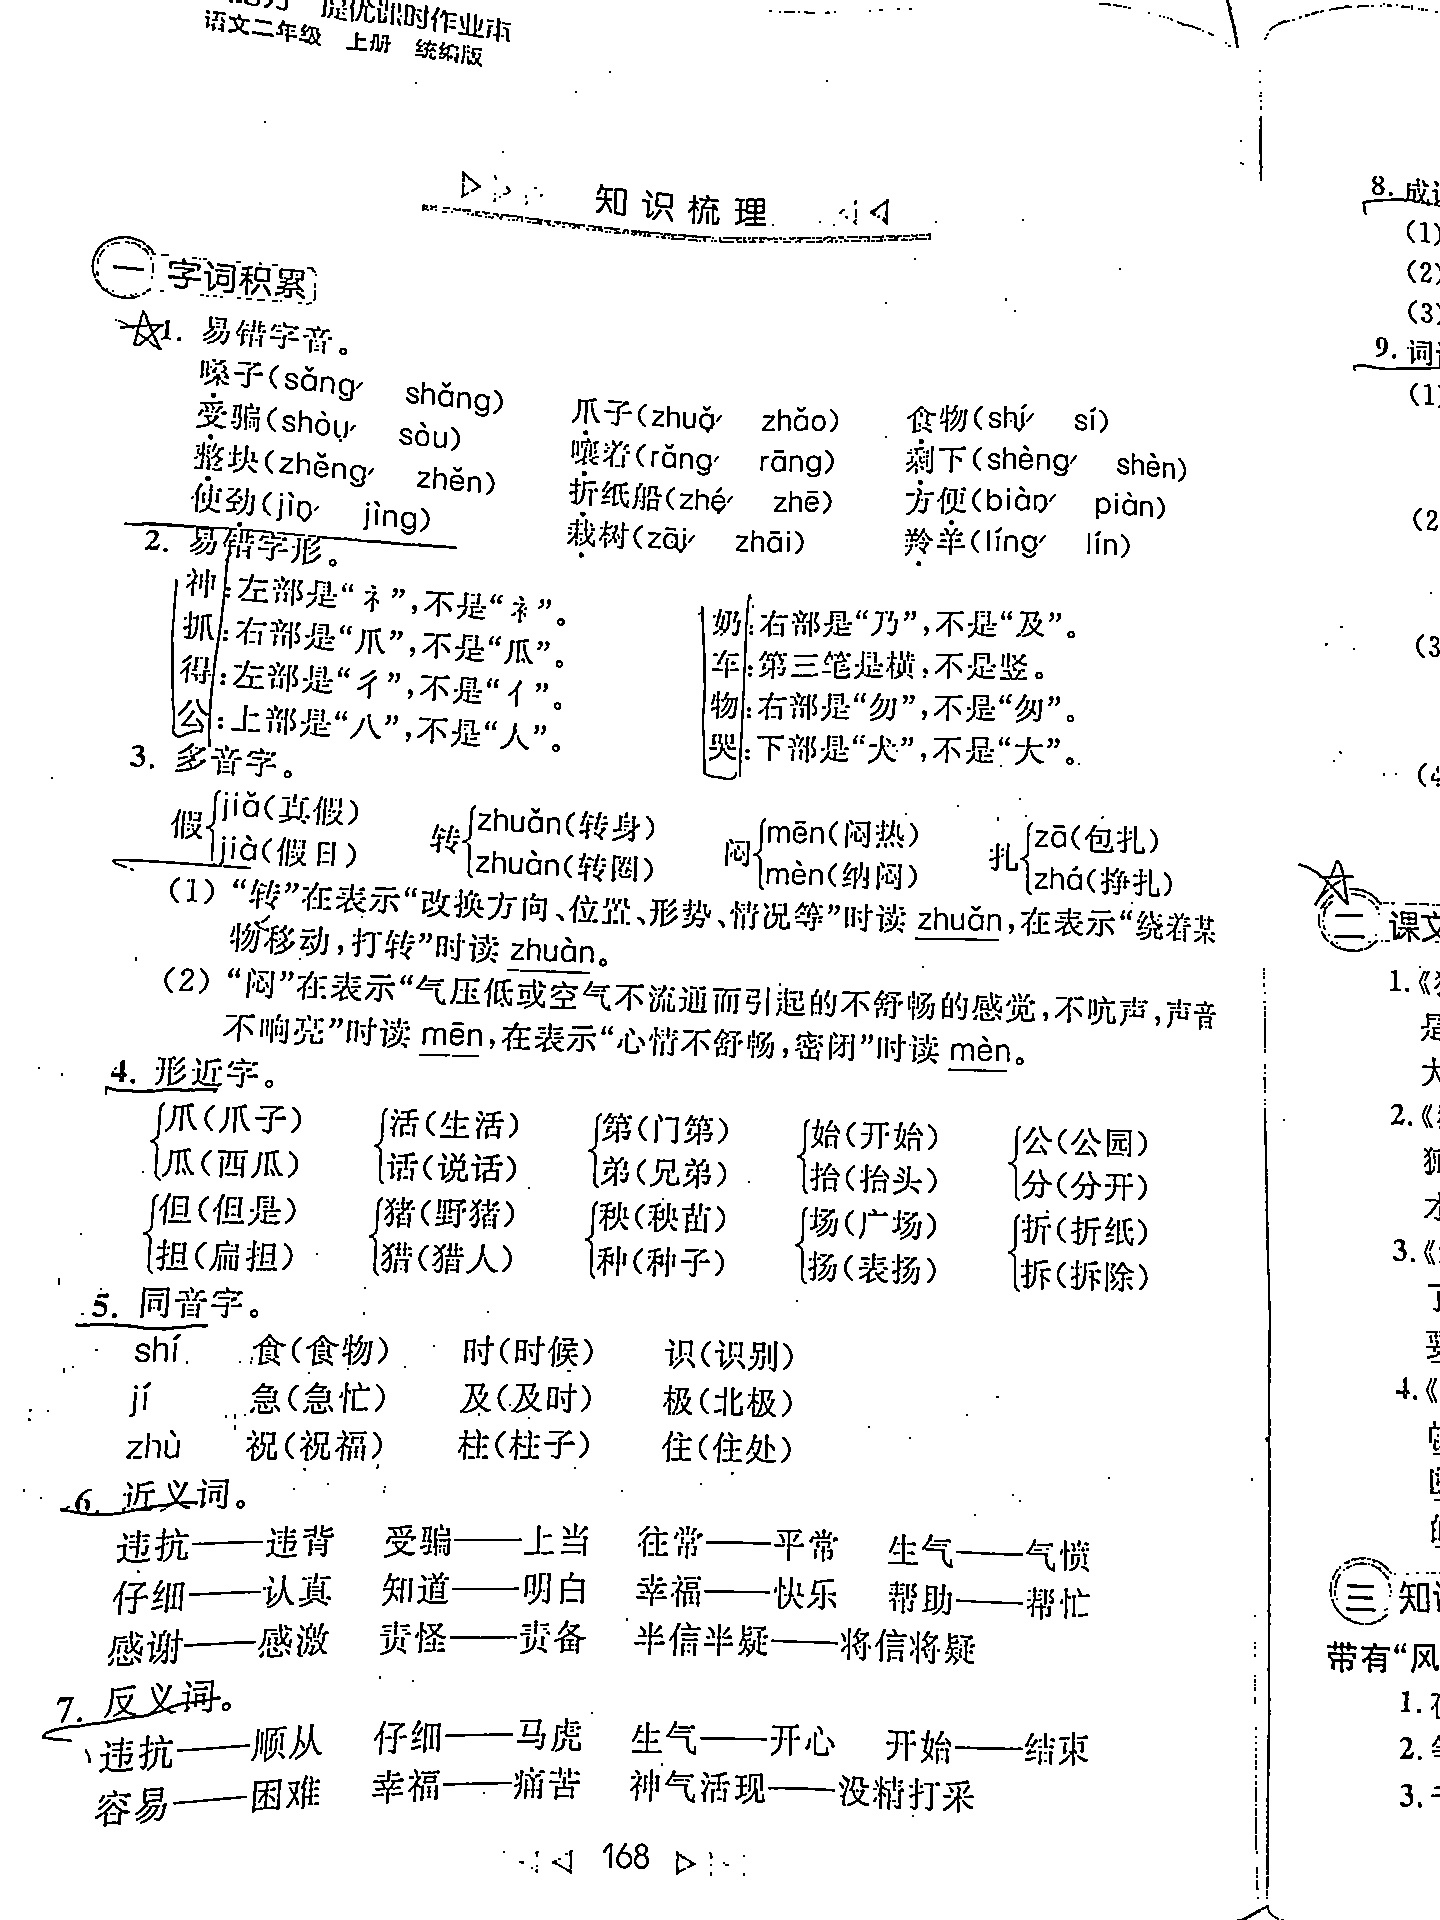 提优课时作业本
语文二年级 上册 统编版
知识梳理
一 字词积累
1. 易错字音。
嗓子(sǎng✓ shǎng) 爪子(zhuǎ✓ zhǎo) 食物(shí✓ sí)
受骗(shòu✓ sòu) 嚷着(rǎng✓ rāng) 剩下(shèng✓ shèn)
整块(zhěng✓ zhěn) 折纸船(zhé✓ zhē) 方便(biàn✓ piàn)
使劲(jìn✓ jìng) 栽树(zāi✓ zhāi) 羚羊(líng✓ lín)
2. 易错字形。
神:左部是“礻”,不是“衤”。 奶:右部是“乃”,不是“及”。
抓:右部是“爪”,不是“瓜”。 车:第三笔是横,不是竖。
得:左部是“彳”,不是“亻”。 物:右部是“勿”,不是“匆”。
公:上部是“八”,不是“人”。 哭:下部是“犬”,不是“大”。
3. 多音字。
假{jiǎ(真假) jià(假日) 转{zhuǎn(转身) zhuàn(转圈) 闷{mēn(闷热) mèn(纳闷) 扎{zā(包扎) zhá(挣扎)
(1) “转”在表示“改换方向、位置、形势、情况等”时读 zhuǎn,在表示“绕着某
物移动,打转”时读 zhuàn。
(2) “闷”在表示“气压低或空气不流通而引起的不舒畅的感觉,不吭声,声音
不响亮”时读 mēn,在表示“心情不舒畅,密闭”时读 mèn。
4. 形近字。
爪(爪子) 活(生活) 第(门第) 始(开始) 公(公园)
瓜(西瓜) 话(说话) 弟(兄弟) 抬(抬头) 分(分开)
但(但是) 猪(野猪) 秧(秧苗) 场(广场) 折(折纸)
担(扁担) 猎(猎人) 种(种子) 扬(表扬) 拆(拆除)
5. 同音字。
shí 食(食物) 时(时候) 识(识别)
jí 急(急忙) 及(及时) 极(北极)
zhù 祝(祝福) 柱(柱子) 住(住处)
6. 近义词。
违抗——违背 受骗——上当 往常——平常 生气——气愤
仔细——认真 知道——明白 幸福——快乐 帮助——帮忙
感谢——感激 责怪——责备 半信半疑——将信将疑
7. 反义词。
违抗——顺从 仔细——马虎 生气——开心 开始——结束
容易——困难 幸福——痛苦 神气活现——没精打采
168
8. 成
(1)
(2)
(3)
9. 词
(1)
(2
(3
(4
二 课文
1.《
是
大
2.《
水
3.《
了
要
4.《
三 知
带有“风
1.
2.
3.